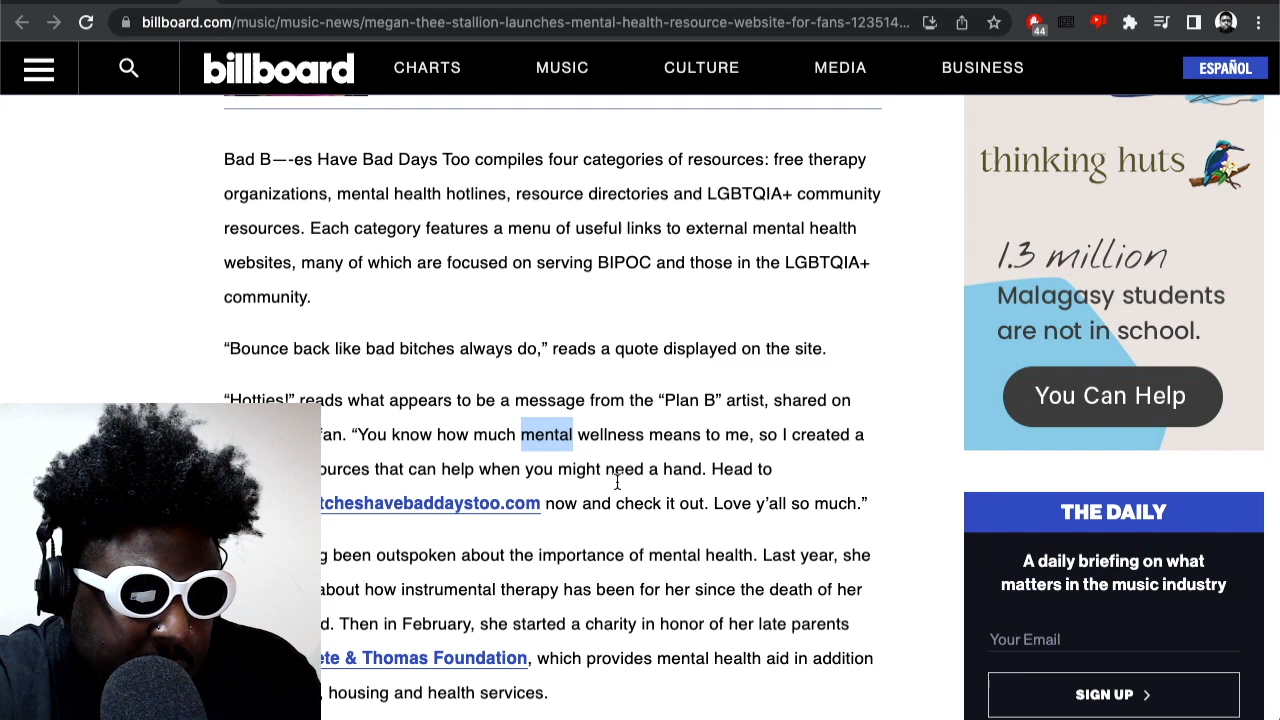 billboard.com/music/music-news/megan-thee-stallion-launches-mental-health-resource-website-for-fans-123514...
44
billboard
CHARTS
MUSIC
CULTURE
MEDIA
BUSINESS
ESPAÑOL
Bad B—-es Have Bad Days Too compiles four categories of resources: free therapy
organizations, mental health hotlines, resource directories and LGBTQIA+ community
resources. Each category features a menu of useful links to external mental health
websites, many of which are focused on serving BIPOC and those in the LGBTQIA+
community.
“Bounce back like bad bitches always do,” reads a quote displayed on the site.
“Hotties!” reads what appears to be a message from the “Plan B” artist, shared on
fan. “You know how much mental wellness means to me, so I created a
ources that can help when you might need a hand. Head to
tcheshavebaddaystoo.com now and check it out. Love y’all so much.”
g been outspoken about the importance of mental health. Last year, she
about how instrumental therapy has been for her since the death of her
d. Then in February, she started a charity in honor of her late parents
ete & Thomas Foundation, which provides mental health aid in addition
, housing and health services.
thinking huts
1.3 million
Malagasy students
are not in school.
You Can Help
THE DAILY
A daily briefing on what
matters in the music industry
Your Email
SIGN UP